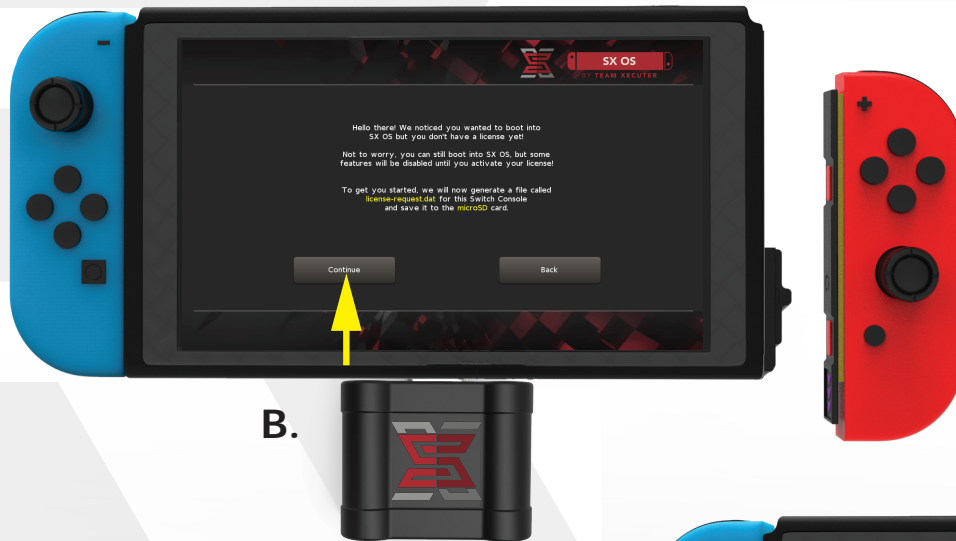 SX OS
BY TEAM XECUTER
Hello there! We noticed you wanted to boot into
SX OS but you don't have a license yet!
Not to worry, you can still boot into SX OS, but some
features will be disabled until you activate your license!
To get you started, we will now generate a file called
license-request.dat for this Switch Console
and save it to the microSD card.
Continue
Back
B.